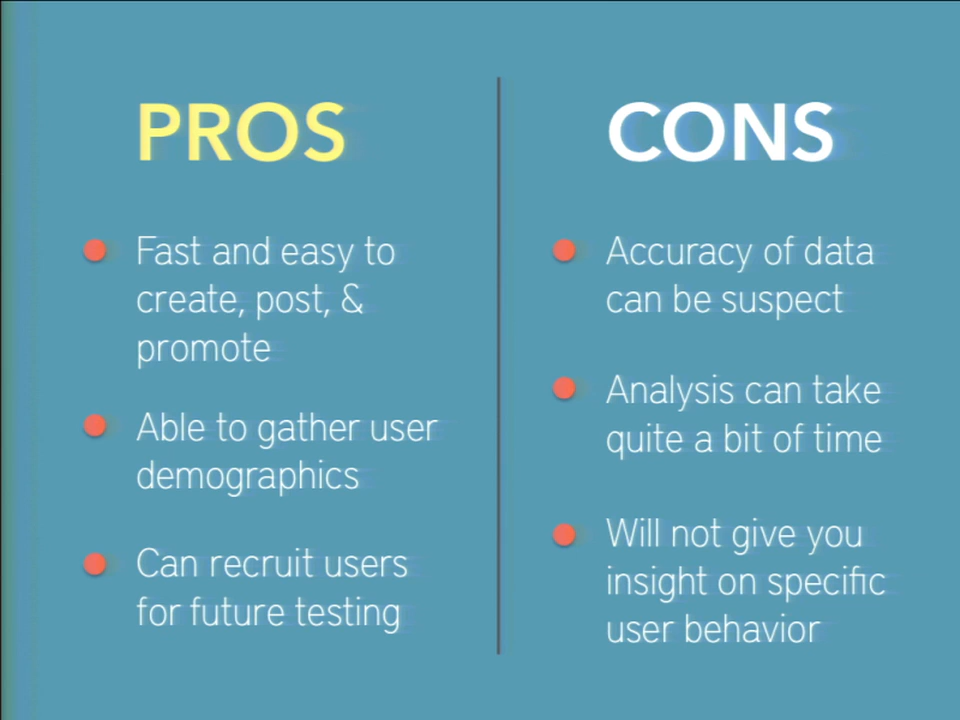 PROS
Fast and easy to
create, post, &
promote
Able to gather user
demographics
Can recruit users
for future testing
CONS
Accuracy of data
can be suspect
Analysis can take
quite a bit of time
Will not give you
insight on specific
user behavior